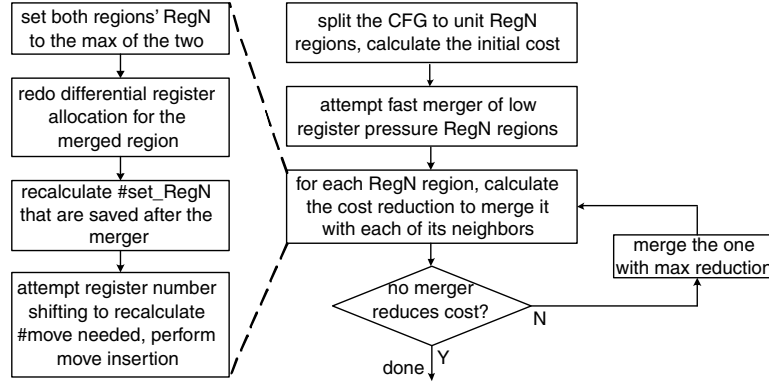 set both regions' RegN
to the max of the two
redo differential register
allocation for the
merged region
recalculate #set_RegN
that are saved after the
merger
attempt register number
shifting to recalculate
#move needed, perform
move insertion
split the CFG to unit RegN
regions, calculate the initial cost
attempt fast merger of low
register pressure RegN regions
for each RegN region, calculate
the cost reduction to merge it
with each of its neighbors
no merger
reduces cost?
N
Y
done
merge the one
with max reduction